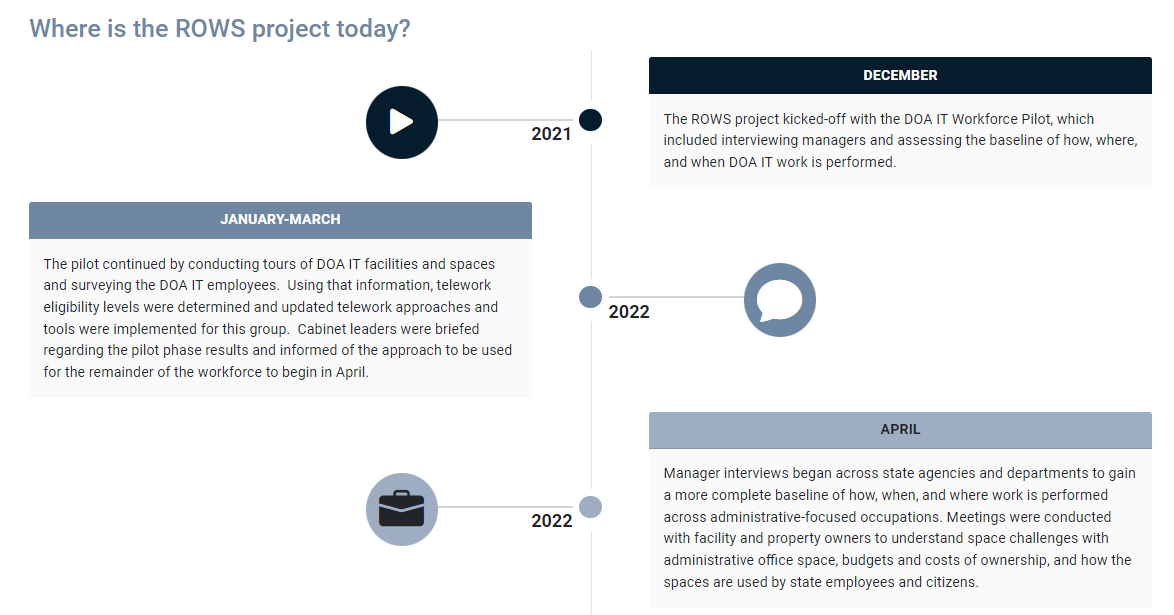 Where is the ROWS project today?
DECEMBER
2021
The ROWS project kicked-off with the DOA IT Workforce Pilot, which
included interviewing managers and assessing the baseline of how, where,
and when DOA IT work is performed.
JANUARY-MARCH
The pilot continued by conducting tours of DOA IT facilities and spaces
and surveying the DOA IT employees.  Using that information, telework
eligibility levels were determined and updated telework approaches and
tools were implemented for this group.  Cabinet leaders were briefed
regarding the pilot phase results and informed of the approach to be used
for the remainder of the workforce to begin in April.
2022
APRIL
2022
Manager interviews began across state agencies and departments to gain
a more complete baseline of how, when, and where work is performed
across administrative-focused occupations. Meetings were conducted
with facility and property owners to understand space challenges with
administrative office space, budgets and costs of ownership, and how the
spaces are used by state employees and citizens.